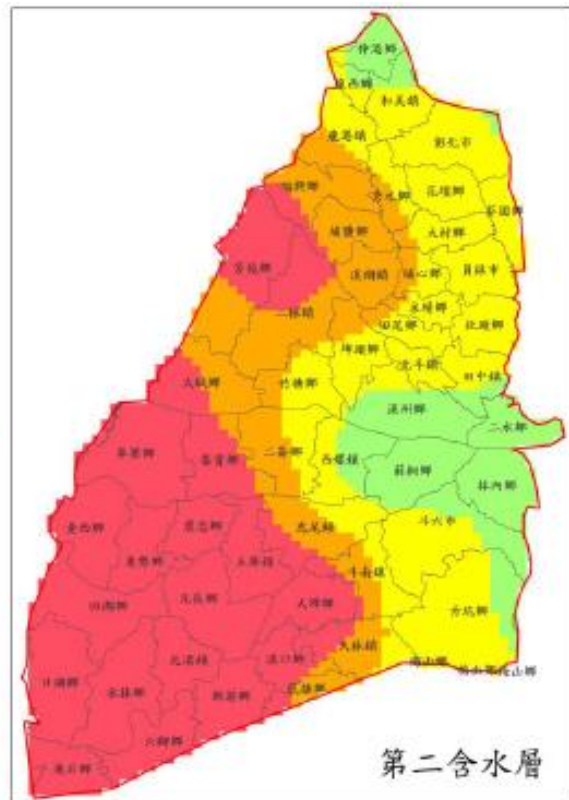 伸港鄉
線西鄉
和美鎮
鹿港鎮
彰化市
福興鄉
秀水鄉
花壇鄉
芬園鄉
埔鹽鄉
大村鄉
芳苑鄉
溪湖鎮
埔心鄉
員林市
二林鎮
永靖鄉
田尾鄉
社頭鄉
埤頭鄉
北斗鎮
田中鎮
大城鄉
竹塘鄉
溪州鄉
二水鄉
麥寮鄉
崙背鄉
二崙鄉
西螺鎮
莿桐鄉
林內鄉
臺西鄉
褒忠鄉
虎尾鎮
斗六市
東勢鄉
土庫鎮
斗南鎮
四湖鄉
元長鄉
大埤鄉
古坑鄉
口湖鄉
水林鄉
北港鎮
溪口鄉
大林鎮
梅山鄉
新港鄉
民雄鄉
六腳鄉
東石鄉
第二含水層